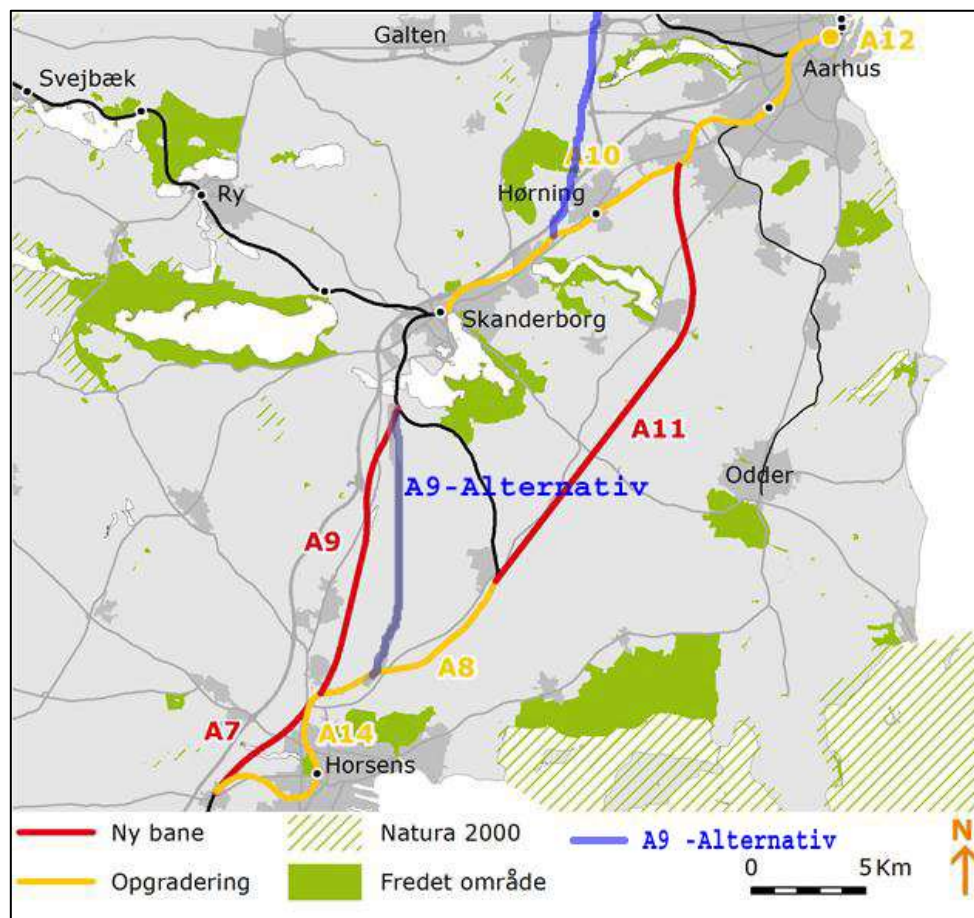 Galten
A12
Aarhus
Svejbæk
A10
Ry
Hørning
Skanderborg
A11
A9-Alternativ
Odder
A9
A8
A7
A14
Horsens
Ny bane
Natura 2000
A9 -Alternativ
N
Opgradering
Fredet område
0
5 Km